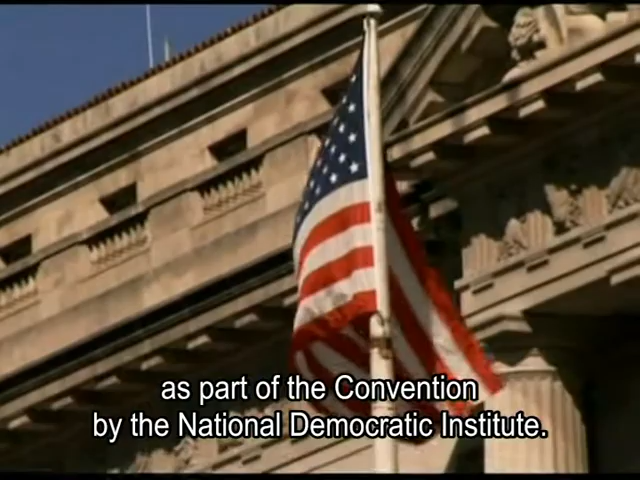 as part of the Convention
by the National Democratic Institute.